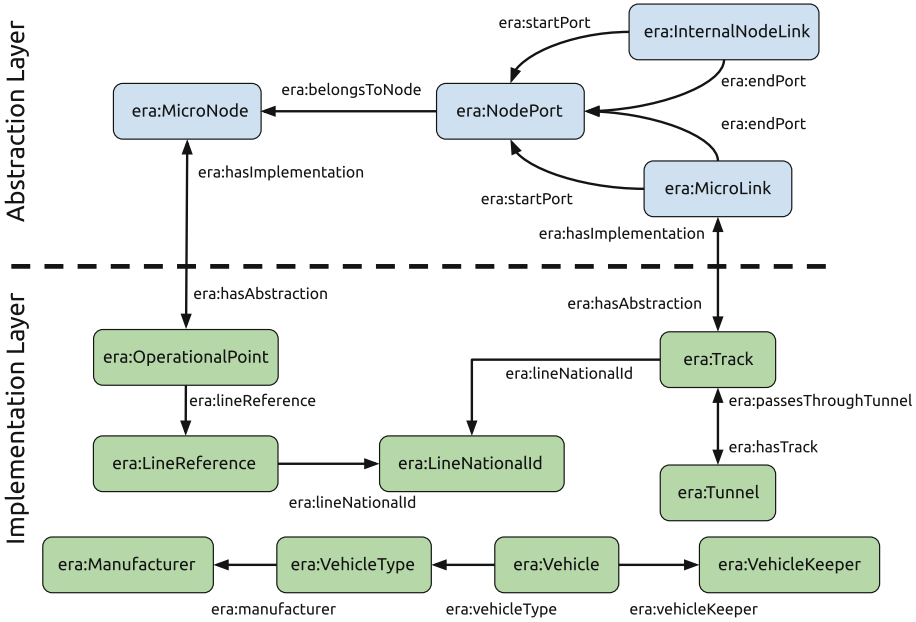 Abstraction Layer
era:startPort
era:InternalNodeLink
era:endPort
era:belongsToNode
era:MicroNode
era:NodePort
era:endPort
era:hasImplementation
era:startPort
era:MicroLink
era:hasImplementation
Implementation Layer
era:hasAbstraction
era:hasAbstraction
era:OperationalPoint
era:Track
era:lineNationalId
era:lineReference
era:passesThroughTunnel
era:hasTrack
era:LineReference
era:LineNationalId
era:lineNationalId
era:Tunnel
era:Manufacturer
era:VehicleType
era:Vehicle
era:VehicleKeeper
era:manufacturer
era:vehicleType
era:vehicleKeeper